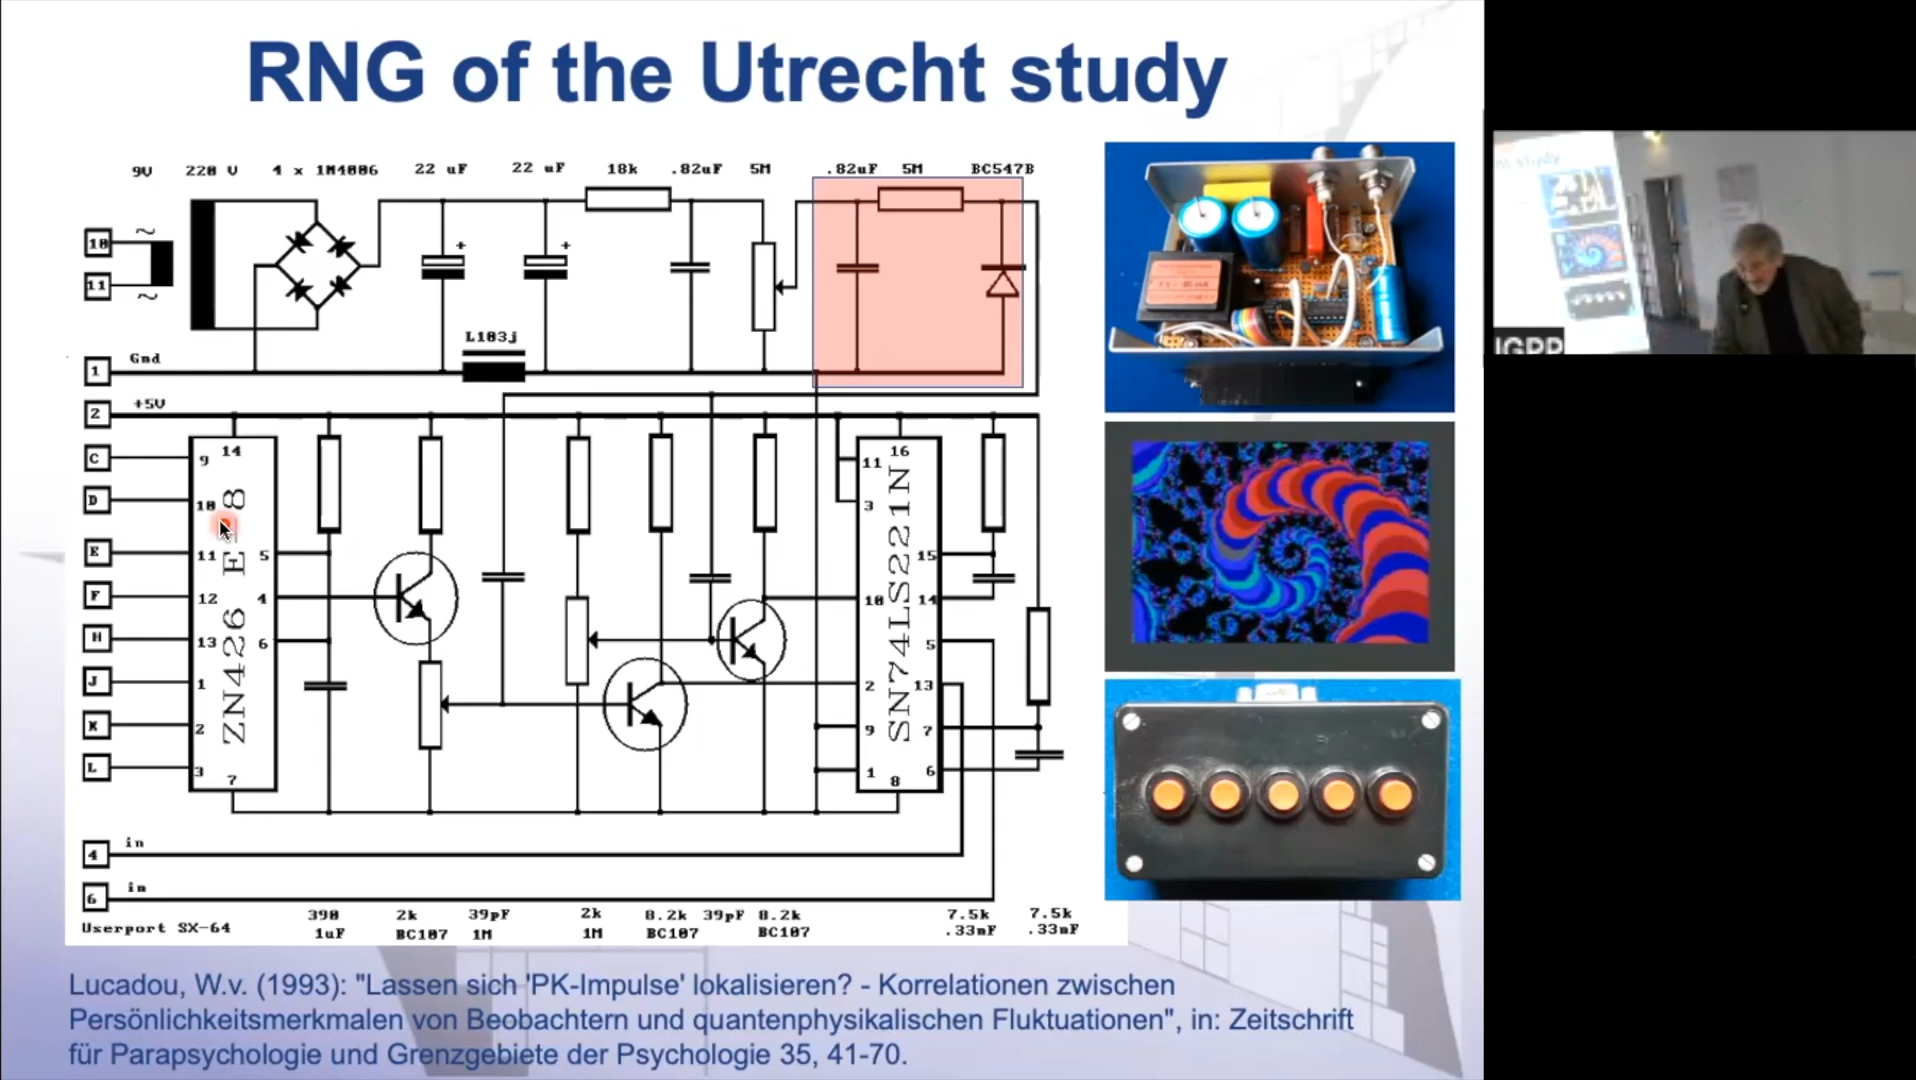 RNG of the Utrecht study
9V 220 V 4 x 1N4006 22 uF 22 uF 18k .82uF 5M .82uF 5M BC547B
10
11
L103j
1 Gnd
2 +5V
C 9 14 11 16
D 10 3
E 11 5 15
F 12 4 10 14
H 13 6 5
J 1 2 13
K 2 9 7
L 3 7 1 8 6
ZN426 E 8
SN74LS221N
4 in
6 in
390 2k 39pF 2k 8.2k 39pF 8.2k 7.5k 7.5k
Userport SX-64 1uF BC107 1M 1M BC107 BC107 .33nF .33nF
Lucadou, W.v. (1993): "Lassen sich 'PK-Impulse' lokalisieren? - Korrelationen zwischen
Persönlichkeitsmerkmalen von Beobachtern und quantenphysikalischen Fluktuationen", in: Zeitschrift
für Parapsychologie und Grenzgebiete der Psychologie 35, 41-70.
IGPP